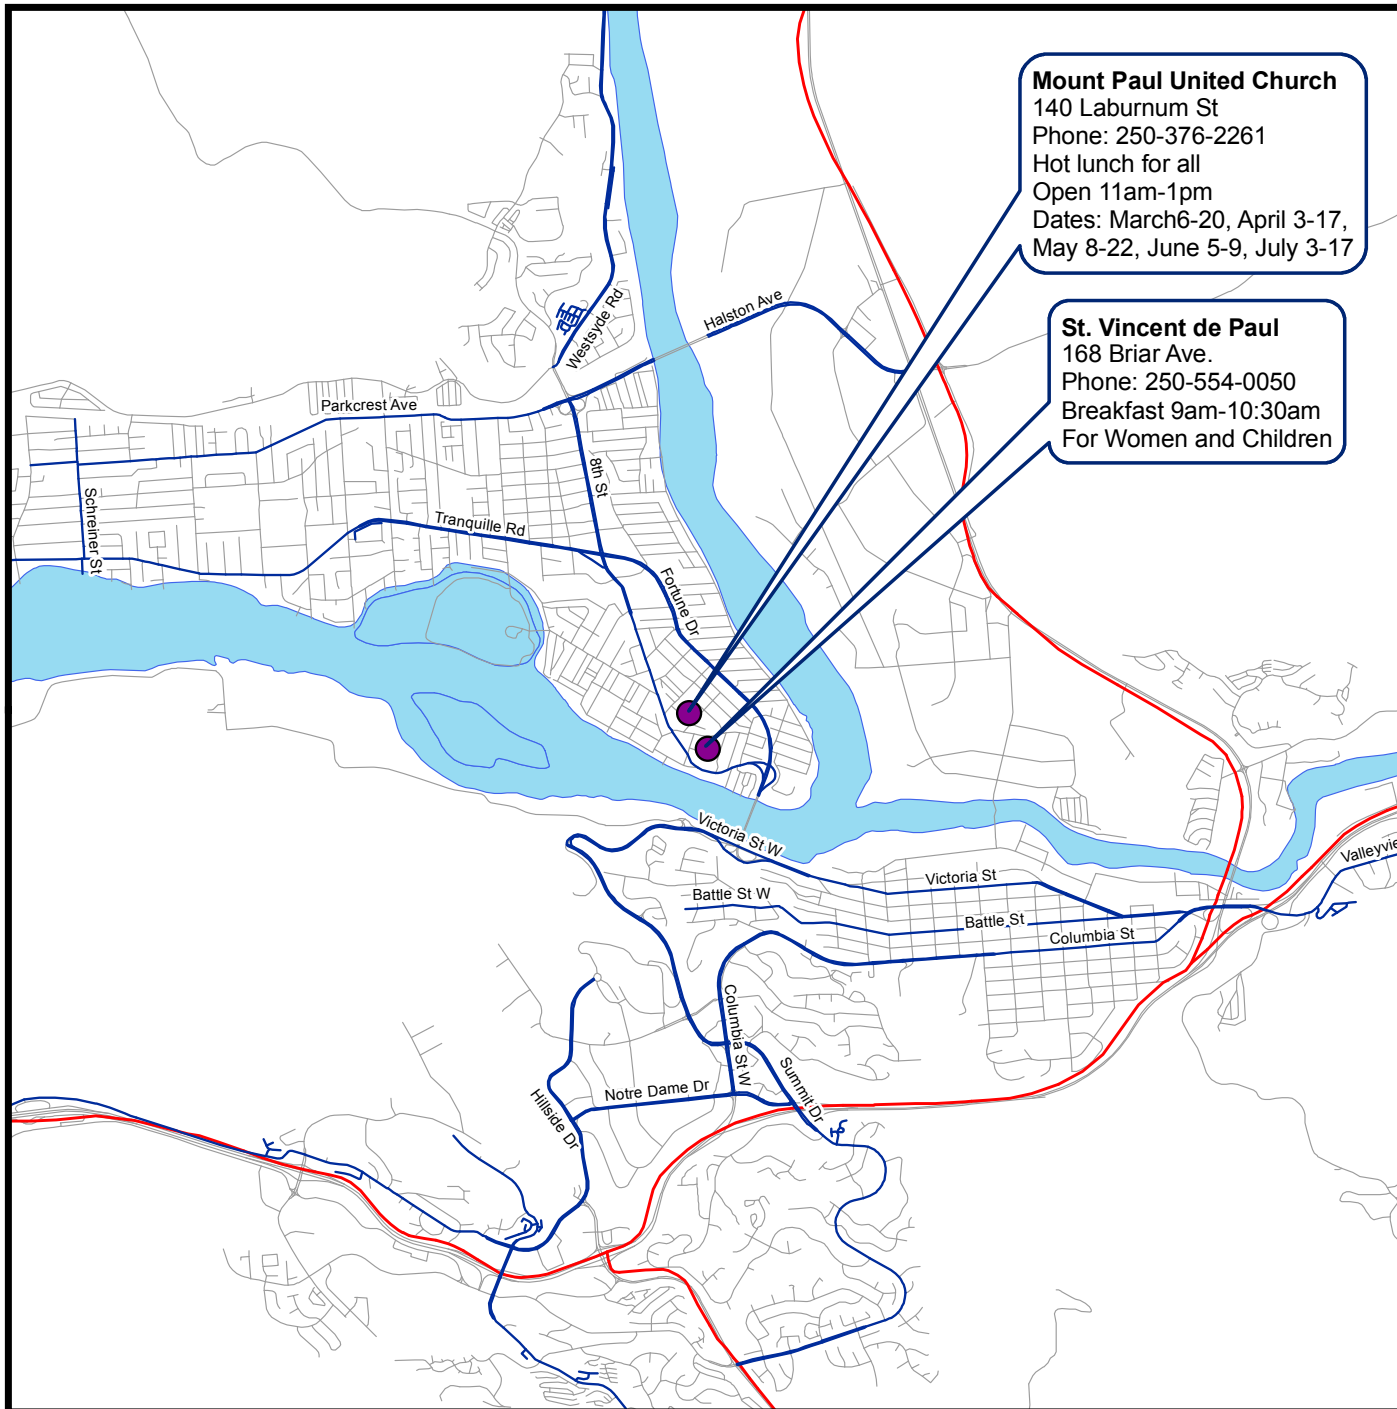 Mount Paul United Church
140 Laburnum St
Phone: 250-376-2261
Hot lunch for all
Open 11am-1pm
Dates: March6-20, April 3-17,
May 8-22, June 5-9, July 3-17
St. Vincent de Paul
168 Briar Ave.
Phone: 250-554-0050
Breakfast 9am-10:30am
For Women and Children
Westsyde Rd
Halston Ave
Parkcrest Ave
8th St
Schreiner St
Tranquille Rd
Fortune Dr
Victoria St W
Valleyvie
Victoria St
Battle St W
Battle St
Columbia St
Columbia St W
Summit Dr
Notre Dame Dr
Hillside Dr